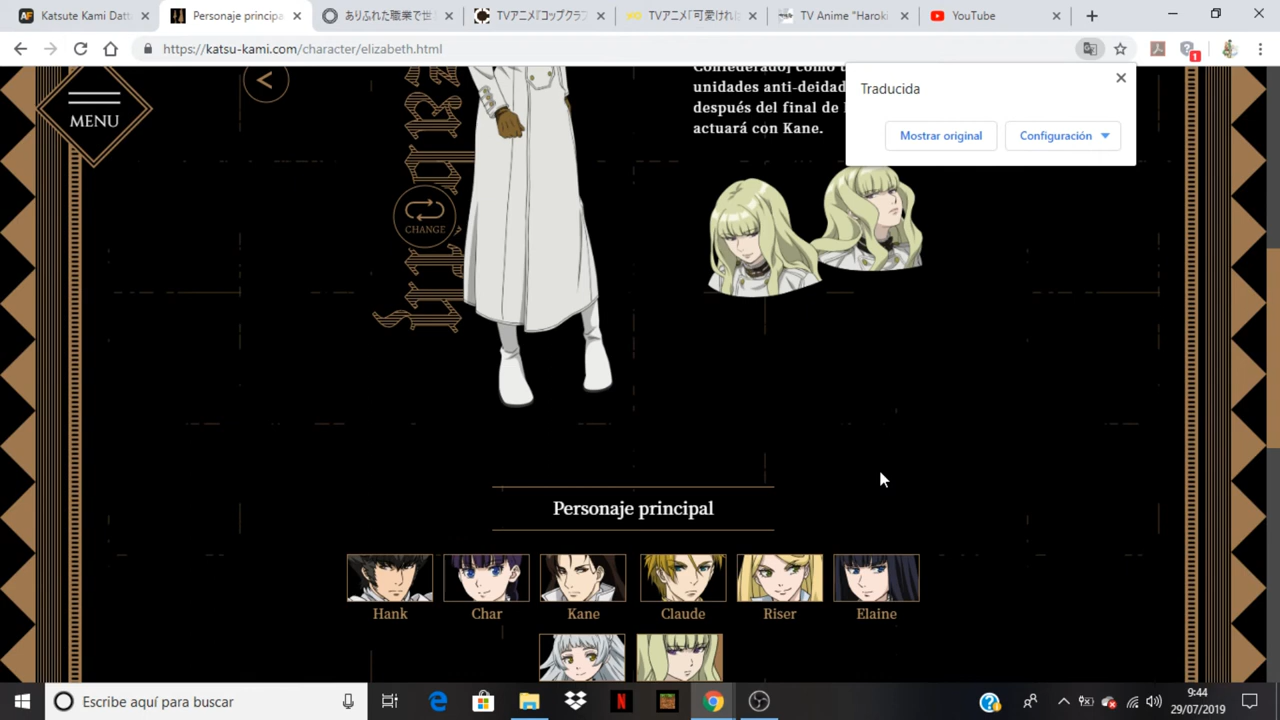 Katsute Kami Datt
Personaje principa
ありふれた職業で世
TVアニメ『コップクラフ
TVアニメ「可愛ければ
TV Anime "Haroki
YouTube
https://katsu-kami.com/character/elizabeth.html
1
MENU
CHANGE
unidades anti-deidad
después del final de
actuará con Kane.
Traducida
Mostrar original
Configuración
Personaje principal
Hank
Char
Kane
Claude
Riser
Elaine
Escribe aquí para buscar
9:44
29/07/2019